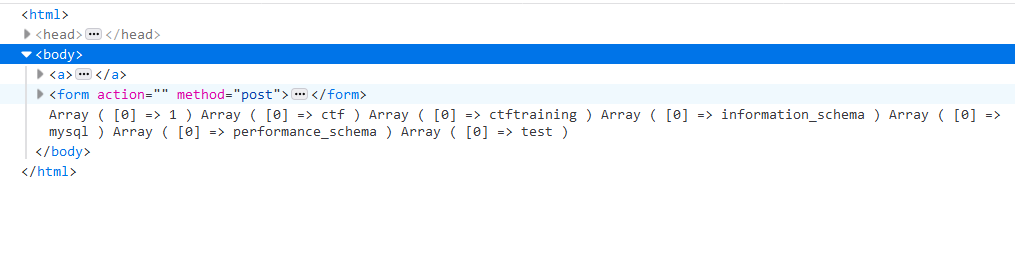 <html>
<head>···</head>
<body>
<a>···</a>
<form action="" method="post">···</form>
Array ( [0] => 1 ) Array ( [0] => ctf ) Array ( [0] => ctftraining ) Array ( [0] => information_schema ) Array ( [0] =>
mysql ) Array ( [0] => performance_schema ) Array ( [0] => test )
</body>
</html>